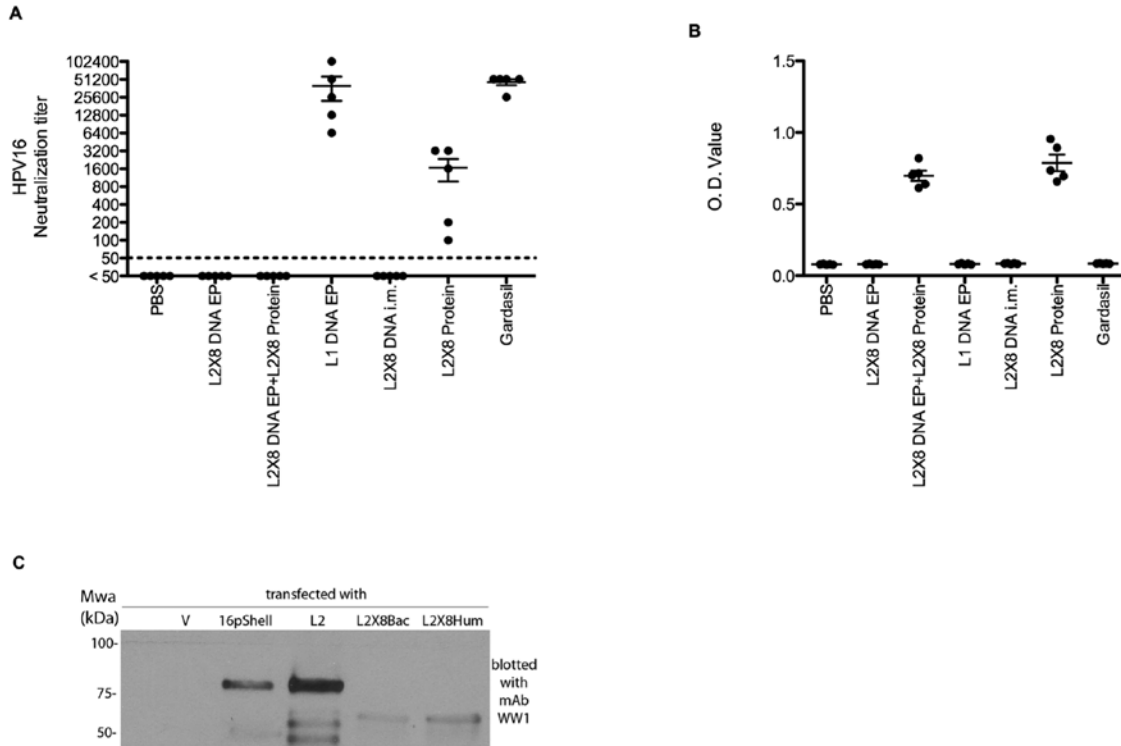 A
HPV16
Neutralization titer
102400
51200
25600
12800
6400
3200
1600
800
400
200
100
50
< 50
PBS
L2X8 DNA EP
L2X8 DNA EP+L2X8 Protein
L1 DNA EP
L2X8 DNA i.m.
L2X8 Protein
Gardasil
B
O. D. Value
1.5
1.0
0.5
0.0
PBS
L2X8 DNA EP
L2X8 DNA EP+L2X8 Protein
L1 DNA EP
L2X8 DNA i.m.
L2X8 Protein
Gardasil
C
Mwa
(kDa)
transfected with
V 16pShell L2 L2X8Bac L2X8Hum
100-
75-
50-
blotted
with
mAb
WW1